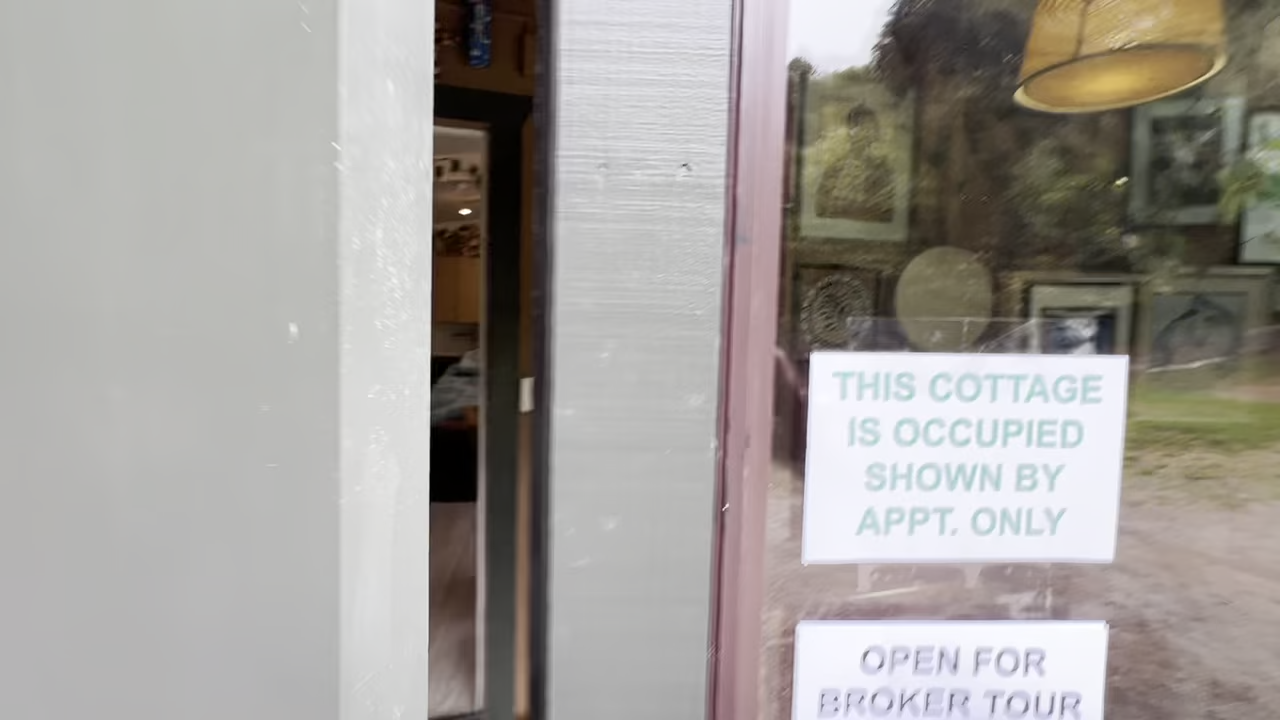 THIS COTTAGE
IS OCCUPIED
SHOWN BY
APPT. ONLY
OPEN FOR
BROKER TOUR